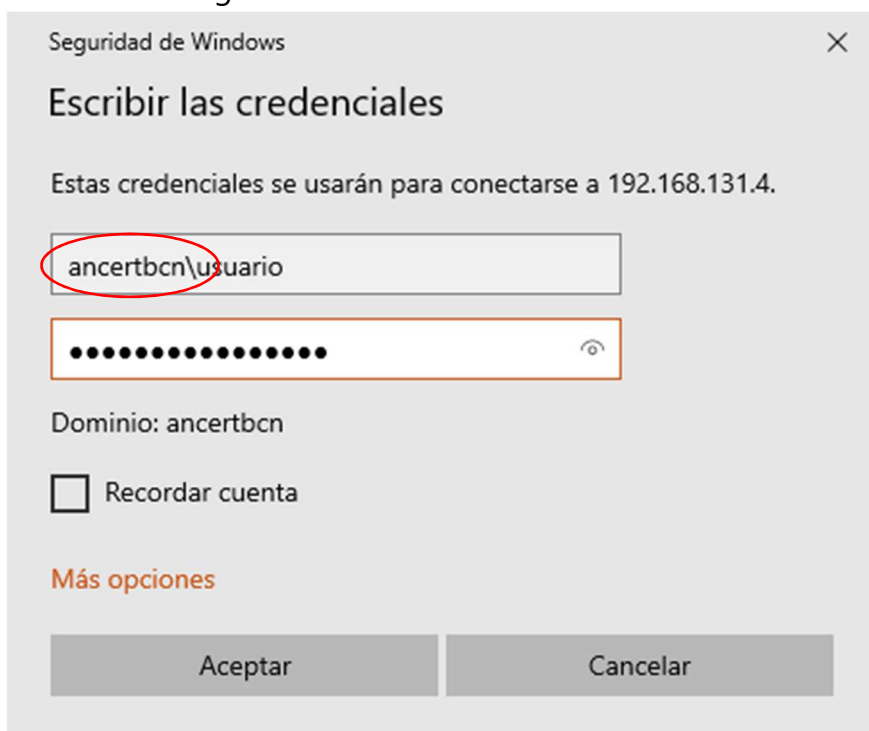 Seguridad de Windows
Escribir las credenciales
Estas credenciales se usarán para conectarse a 192.168.131.4.
ancertbcn\usuario
Dominio: ancertbcn
Recordar cuenta
Más opciones
Aceptar Cancelar